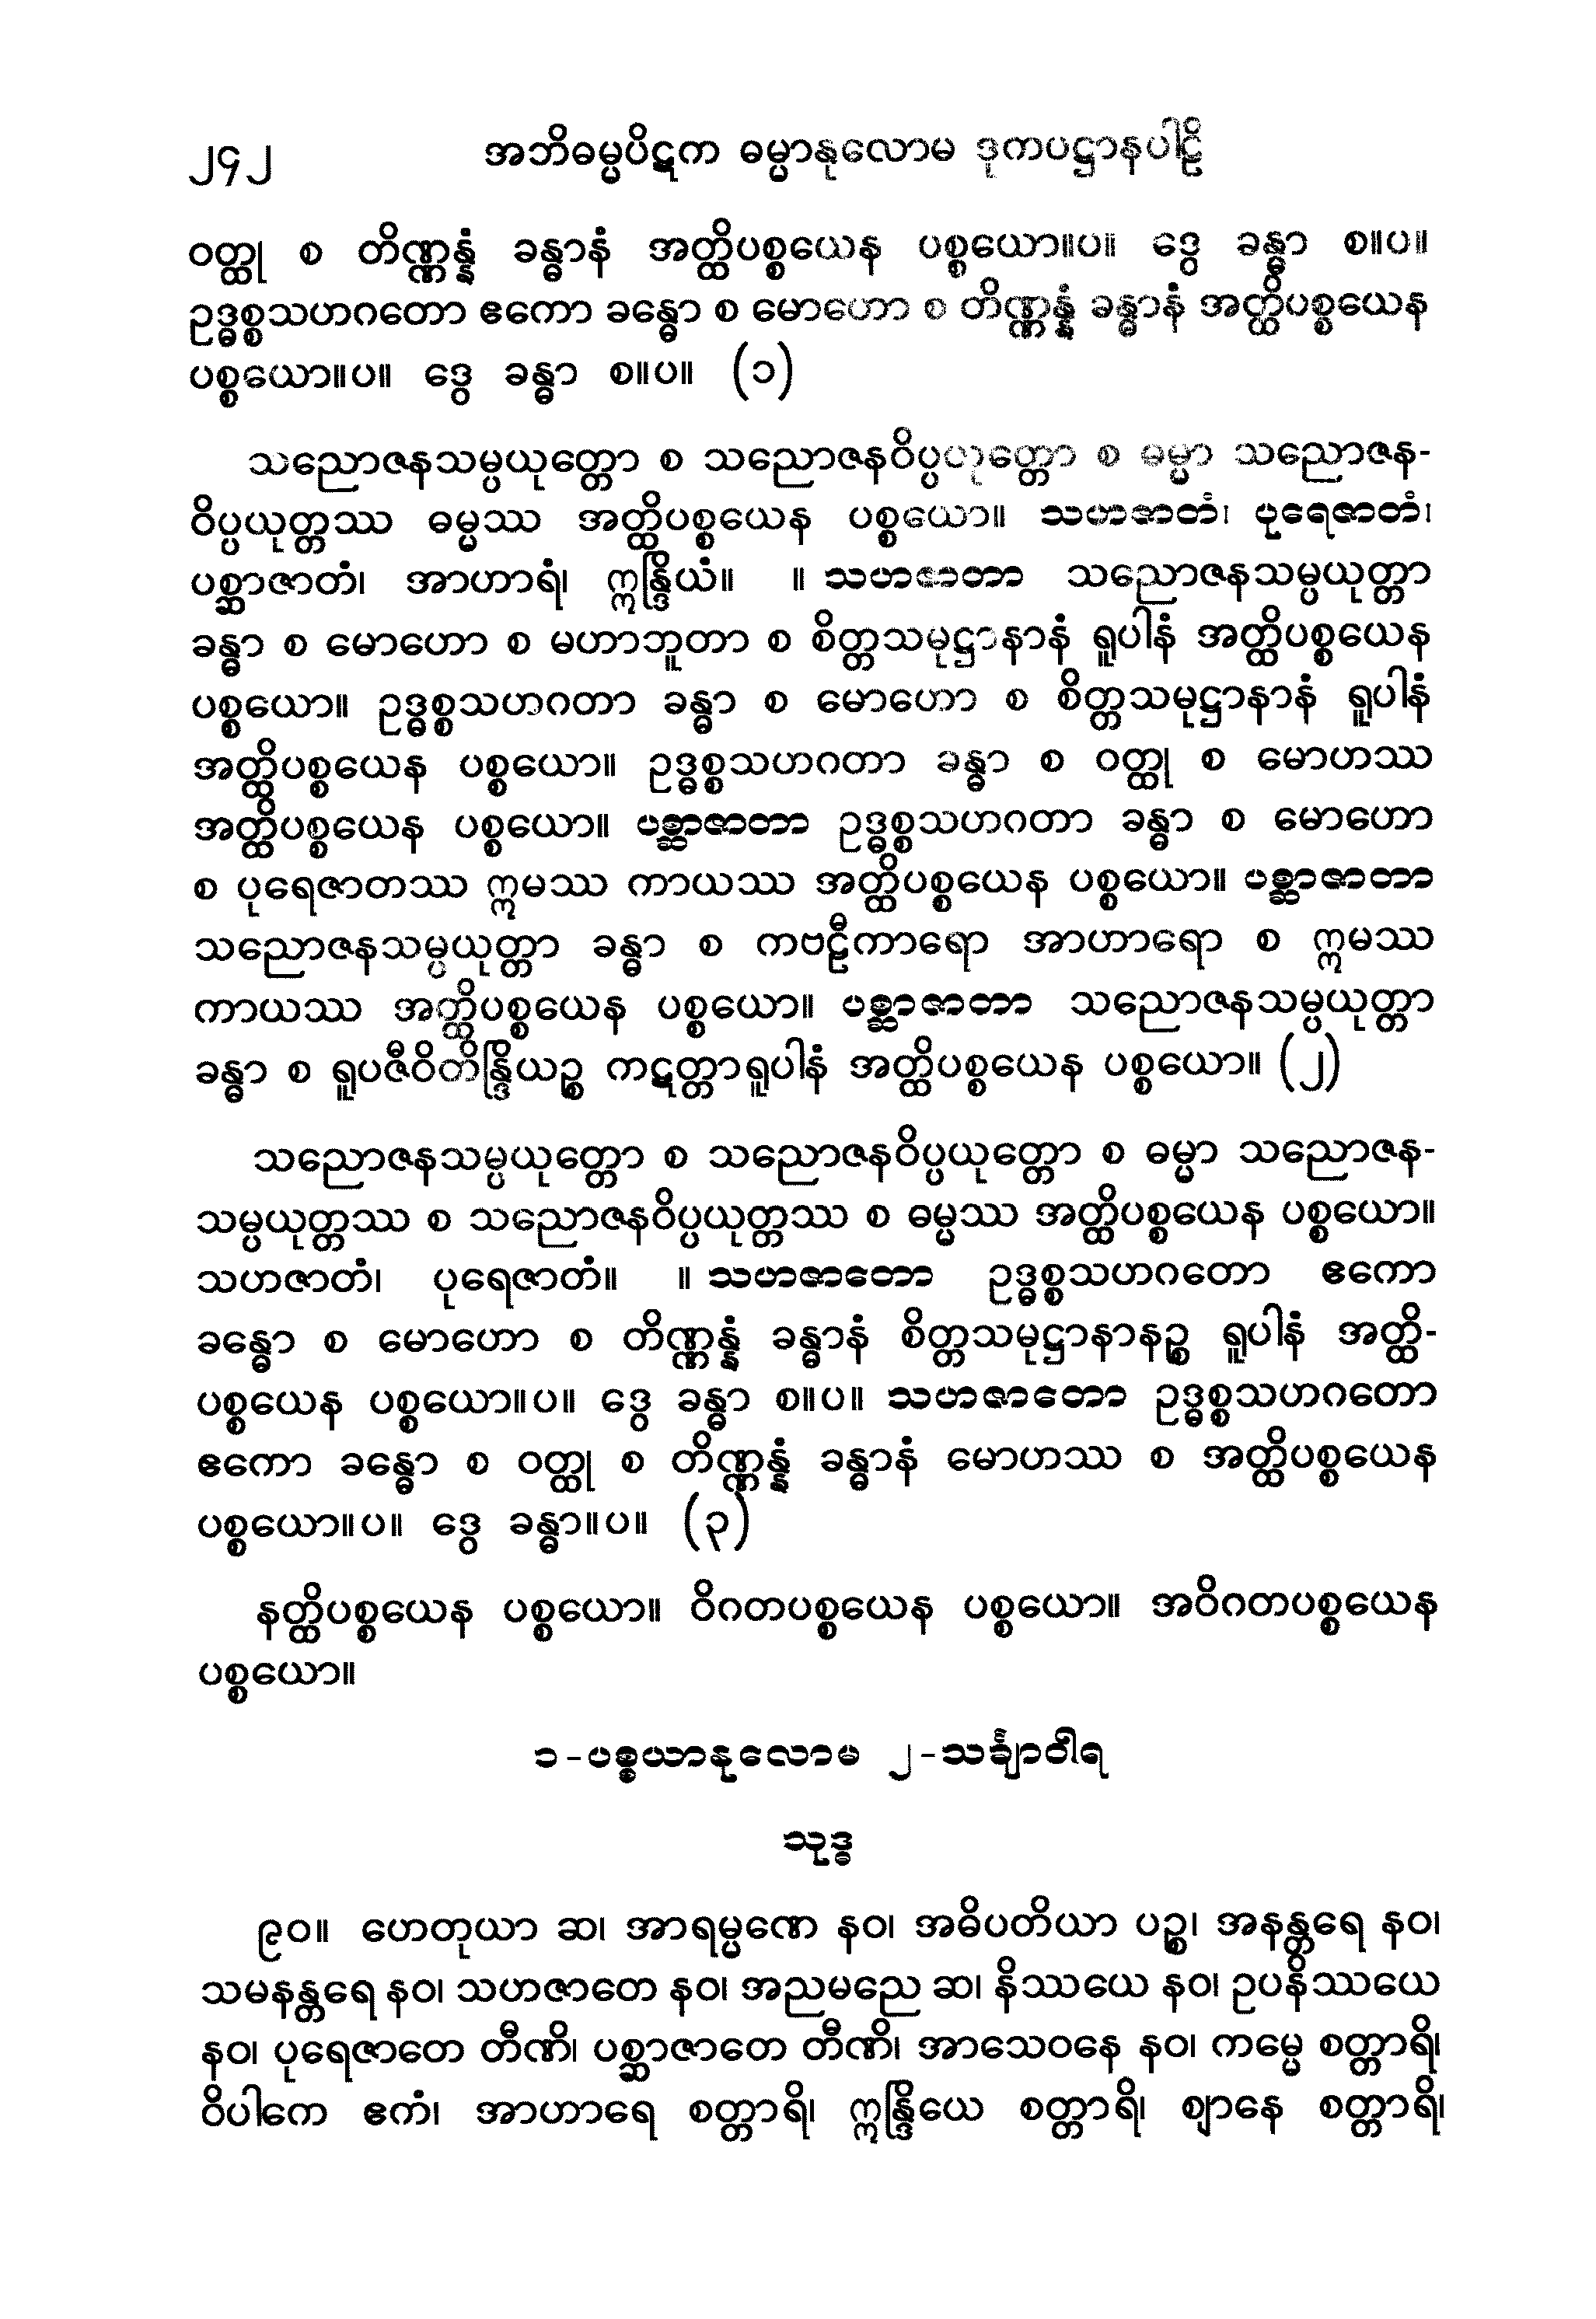 ၂၄၂ အဘိဓမ္မပိဋက ဓမ္မာနုလောမ ဒုကပဋ္ဌာနပါဠိ
ဝတ္ထု စ တိဏ္ဏန္နံ ခန္ဓာနံ အတ္ထိပစ္စယေန ပစ္စယော။ပ။ ဒွေ ခန္ဓာ စ။ပ။
ဥဒ္ဓစ္စသဟဂတော ဧကော ခန္ဓော စ မောဟော စ တိဏ္ဏန္နံ ခန္ဓာနံ အတ္ထိပစ္စယေန
ပစ္စယော။ပ။ ဒွေ ခန္ဓာ စ။ပ။ (၁)
သညောဇနသမ္ပယုတ္တော စ သညောဇနဝိပ္ပယုတ္တော စ ဓမ္မာ သညောဇန-
ဝိပ္ပယုတ္တဿ ဓမ္မဿ အတ္ထိပစ္စယေန ပစ္စယော။ သဟဇာတံ၊ ပုရေဇာတံ၊
ပစ္ဆာဇာတံ၊ အာဟာရံ၊ ဣန္ဒြိယံ။ ။ သဟဇာတာ သညောဇနသမ္ပယုတ္တာ
ခန္ဓာ စ မောဟော စ မဟာဘူတာ စ စိတ္တသမုဋ္ဌာနာနံ ရူပါနံ အတ္ထိပစ္စယေန
ပစ္စယော။ ဥဒ္ဓစ္စသဟဂတာ ခန္ဓာ စ မောဟော စ စိတ္တသမုဋ္ဌာနာနံ ရူပါနံ
အတ္ထိပစ္စယေန ပစ္စယော။ ဥဒ္ဓစ္စသဟဂတာ ခန္ဓာ စ ဝတ္ထု စ မောဟဿ
အတ္ထိပစ္စယေန ပစ္စယော။ ပစ္ဆာဇာတာ ဥဒ္ဓစ္စသဟဂတာ ခန္ဓာ စ မောဟော
စ ပုရေဇာတဿ ဣမဿ ကာယဿ အတ္ထိပစ္စယေန ပစ္စယော။ ပစ္ဆာဇာတာ
သညောဇနသမ္ပယုတ္တာ ခန္ဓာ စ ကဗဠီကာရော အာဟာရော စ ဣမဿ
ကာယဿ အတ္ထိပစ္စယေန ပစ္စယော။ ပစ္ဆာဇာတာ သညောဇနသမ္ပယုတ္တာ
ခန္ဓာ စ ရူပဇီဝိတိန္ဒြိယဉ္စ ကဋတ္တာရူပါနံ အတ္ထိပစ္စယေန ပစ္စယော။ (၂)
သညောဇနသမ္ပယုတ္တော စ သညောဇနဝိပ္ပယုတ္တော စ ဓမ္မာ သညောဇန-
သမ္ပယုတ္တဿ စ သညောဇနဝိပ္ပယုတ္တဿ စ ဓမ္မဿ အတ္ထိပစ္စယေန ပစ္စယော။
သဟဇာတံ၊ ပုရေဇာတံ။ ။ သဟဇာတော ဥဒ္ဓစ္စသဟဂတော ဧကော
ခန္ဓော စ မောဟော စ တိဏ္ဏန္နံ ခန္ဓာနံ စိတ္တသမုဋ္ဌာနာနဉ္စ ရူပါနံ အတ္ထိ-
ပစ္စယေန ပစ္စယော။ပ။ ဒွေ ခန္ဓာ စ။ပ။ သဟဇာတော ဥဒ္ဓစ္စသဟဂတော
ဧကော ခန္ဓော စ ဝတ္ထု စ တိဏ္ဏန္နံ ခန္ဓာနံ မောဟဿ စ အတ္ထိပစ္စယေန
ပစ္စယော။ပ။ ဒွေ ခန္ဓာ။ပ။ (၃)
နတ္ထိပစ္စယေန ပစ္စယော။ ဝိဂတပစ္စယေန ပစ္စယော။ အဝိဂတပစ္စယေန
ပစ္စယော။
၁-ပစ္စယာနုလောမ ၂-သင်္ချာဝါရ
သုဒ္ဓ
၉၀။ ဟေတုယာ ဆ၊ အာရမ္မဏေ နဝ၊ အဓိပတိယာ ပဉ္စ၊ အနန္တရေ နဝ၊
သမနန္တရေ နဝ၊ သဟဇာတေ နဝ၊ အညမညေ ဆ၊ နိဿယေ နဝ၊ ဥပနိဿယေ
နဝ၊ ပုရေဇာတေ တီဏိ၊ ပစ္ဆာဇာတေ တီဏိ၊ အာသေဝနေ နဝ၊ ကမ္မေ စတ္တာရိ၊
ဝိပါကေ ဧကံ၊ အာဟာရေ စတ္တာရိ၊ ဣန္ဒြိယေ စတ္တာရိ၊ ဈာနေ စတ္တာရိ၊